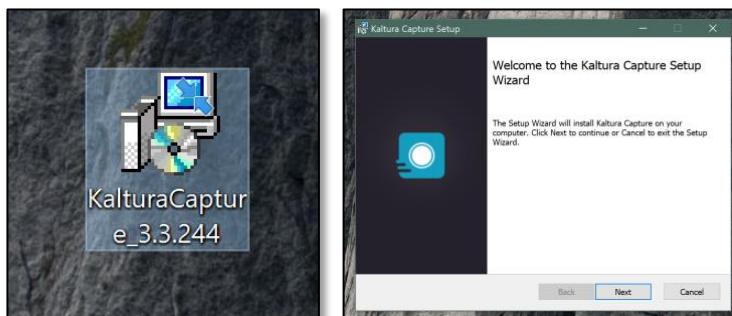 KalturaCaptur
e_3.3.244
Kaltura Capture Setup
Welcome to the Kaltura Capture Setup
Wizard
The Setup Wizard will install Kaltura Capture on your
computer. Click Next to continue or Cancel to exit the Setup
Wizard.
Back
Next
Cancel